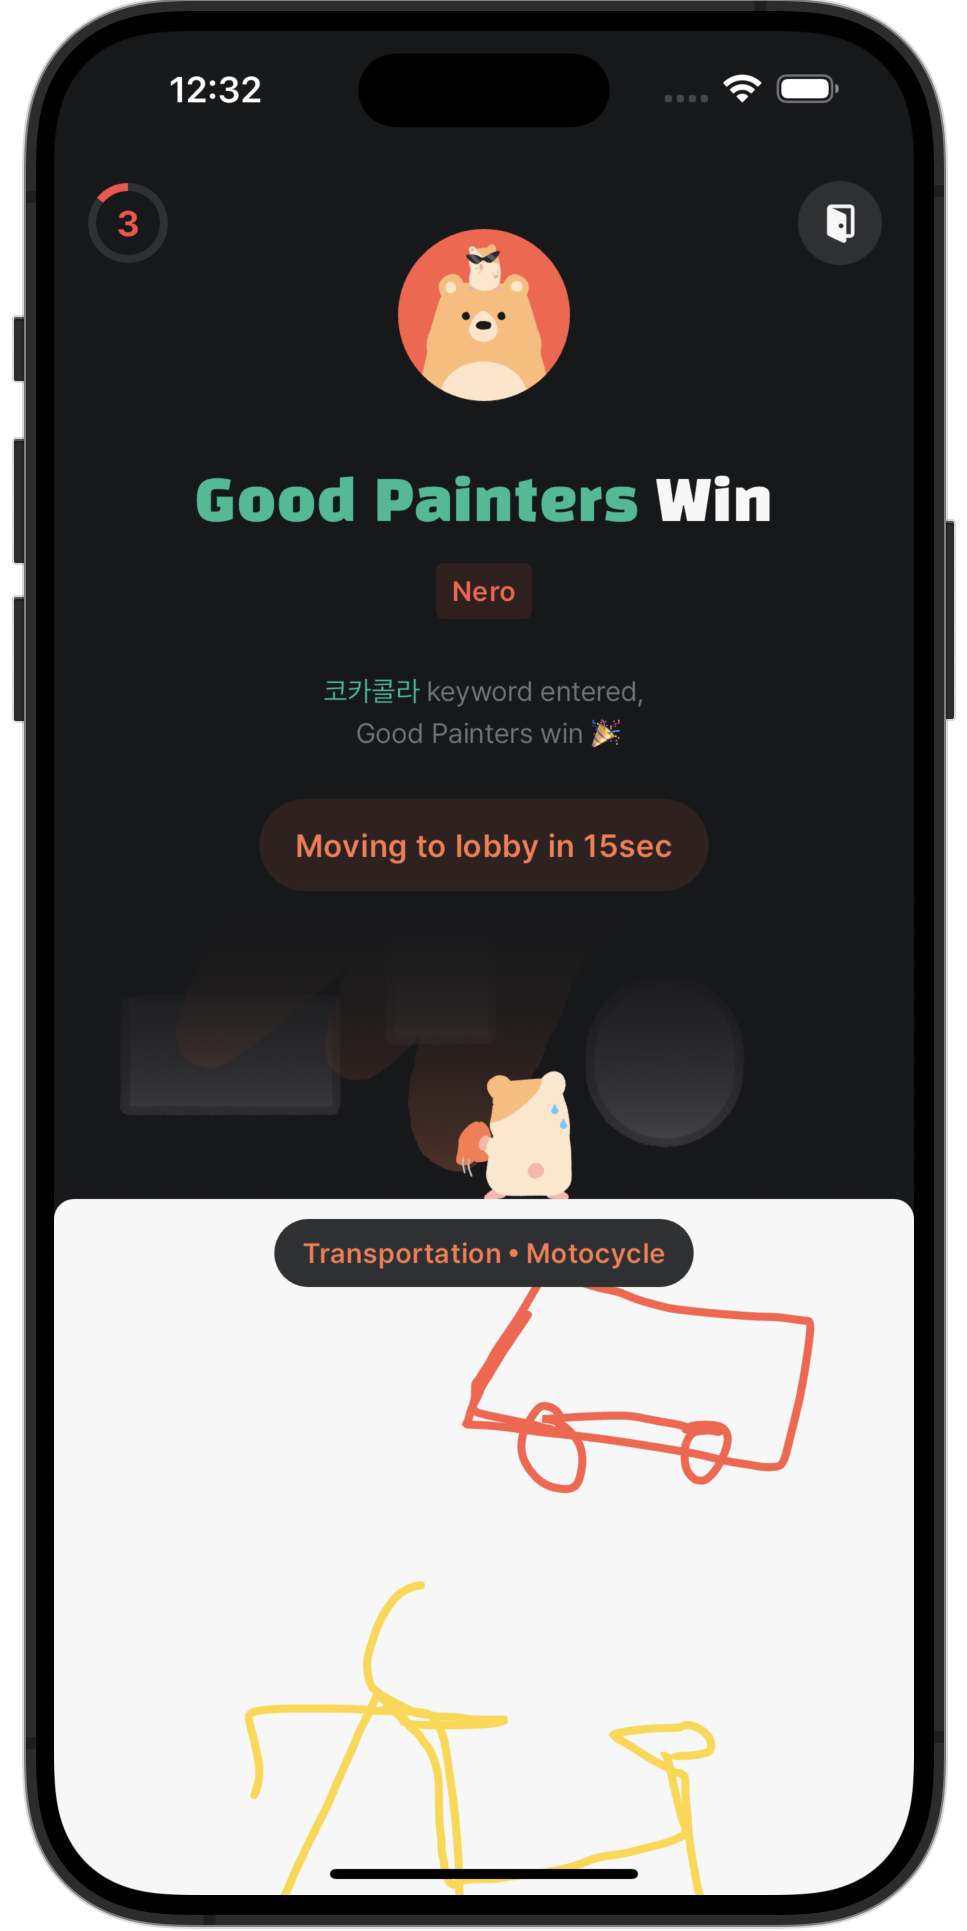 12:32
3
Good Painters Win
Nero
코카콜라 keyword entered,
Good Painters win 🎉
Moving to lobby in 15sec
Transportation • Motocycle